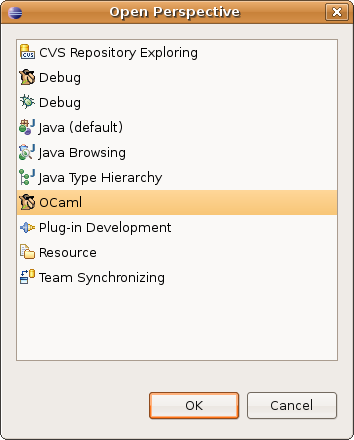 Open Perspective
CVS Repository Exploring
Debug
Debug
Java (default)
Java Browsing
Java Type Hierarchy
OCaml
Plug-in Development
Resource
Team Synchronizing
OK
Cancel